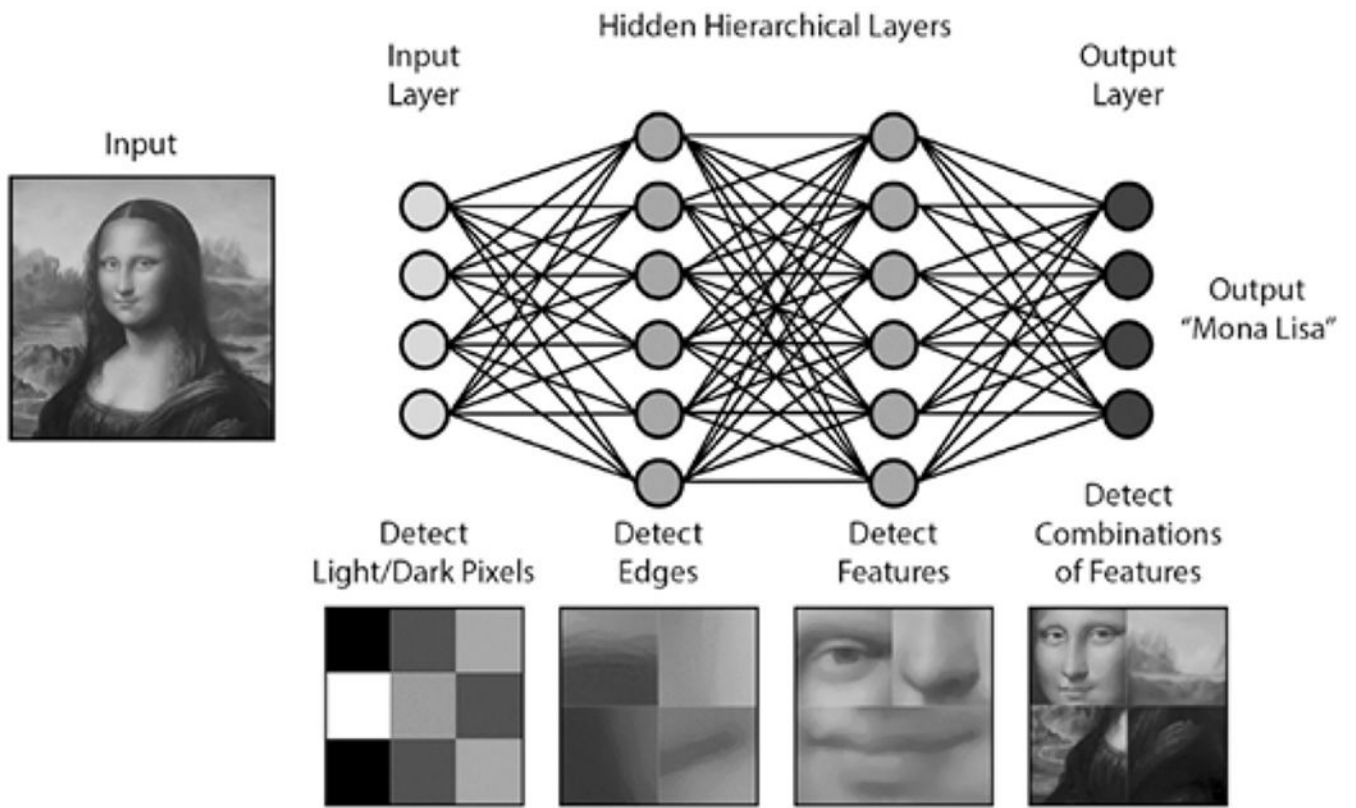 Hidden Hierarchical Layers
Input
Layer
Output
Layer
Input
Output
“Mona Lisa”
Detect
Light/Dark Pixels
Detect
Edges
Detect
Features
Detect
Combinations
of Features